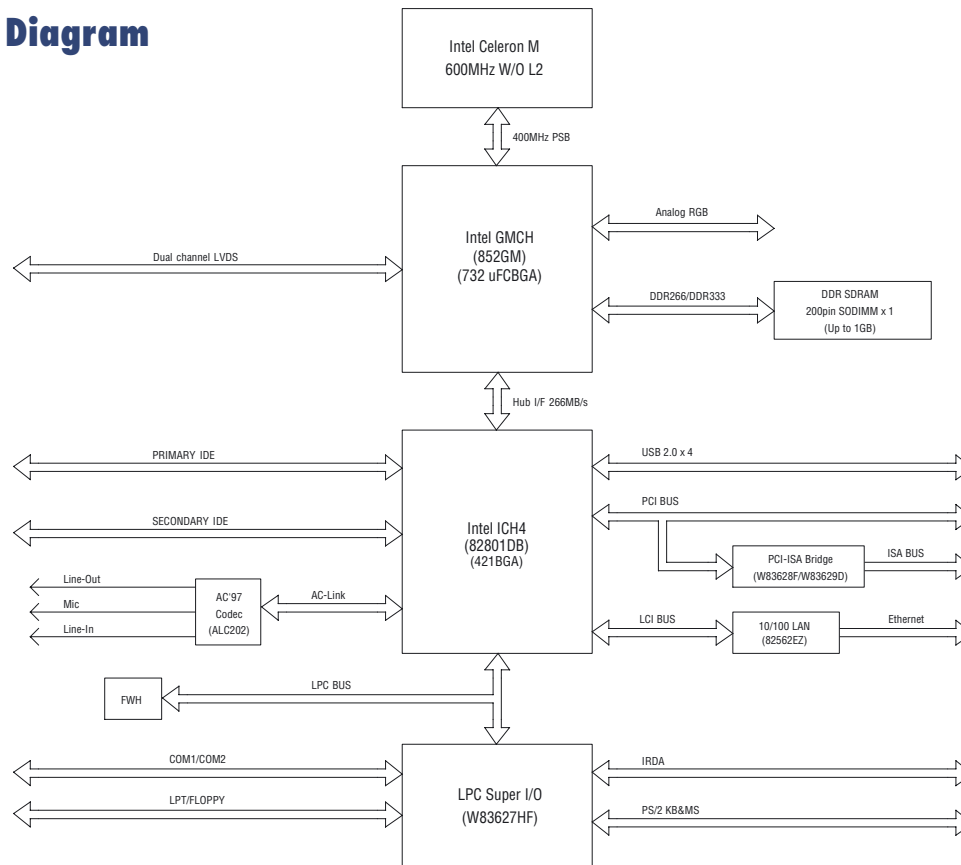 Diagram
Intel Celeron M
600MHz W/O L2
400MHz PSB
Analog RGB
Intel GMCH
(852GM)
(732 uFCBGA)
Dual channel LVDS
DDR266/DDR333
DDR SDRAM
200pin SODIMM x 1
(Up to 1GB)
Hub I/F 266MB/s
PRIMARY IDE
USB 2.0 x 4
PCI BUS
SECONDARY IDE
Intel ICH4
(82801DB)
(421BGA)
PCI-ISA Bridge
(W83628F/W83629D)
ISA BUS
Line-Out
Mic
Line-In
AC'97
Codec
(ALC202)
AC-Link
LCI BUS
10/100 LAN
(82562EZ)
Ethernet
LPC BUS
FWH
COM1/COM2
IRDA
LPC Super I/O
(W83627HF)
LPT/FLOPPY
PS/2 KB&MS